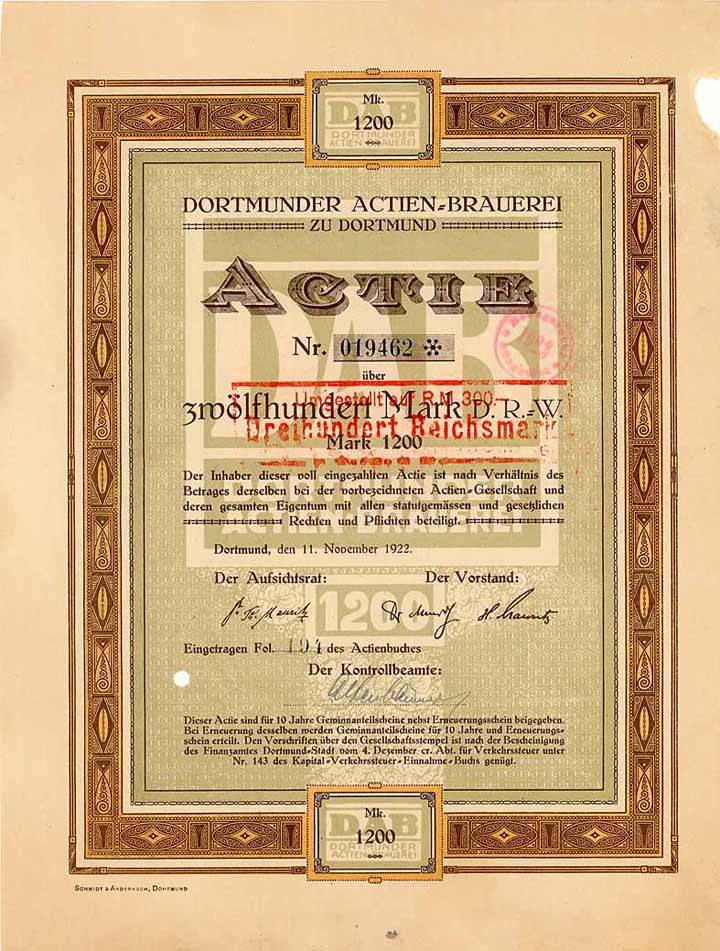 Mk.
1200
DAB
DORTMUNDER
ACTIEN BRAUEREI
DORTMUNDER ACTIEN=BRAUEREI
ZU DORTMUND
ACTIE
Nr. 019462 *
über
Umgestellt auf R.M. 300.—
zwölfhundert Mark D. R.=W.
Dreihundert Reichsmark
Mark 1200
Der Inhaber dieser voll eingezahlten Actie ist nach Verhältnis des
Betrages derselben bei der vorbezeichneten Actien=Gesellschaft und
deren gesamten Eigentum mit allen statutgemässen und gesetzlichen
Rechten und Pflichten beteiligt.
Dortmund, den 11. November 1922.
Der Aufsichtsrat: Der Vorstand:
1200
Eingetragen Fol. 194 des Actienbuches
Der Kontrollbeamte:
Dieser Actie sind für 10 Jahre Gewinnanteilscheine nebst Erneuerungsschein beigegeben.
Bei Erneuerung desselben werden Gewinnanteilscheine für 10 Jahre und Erneuerungs=
schein erteilt. Den Vorschriften über den Gesellschaftsstempel ist nach der Bescheinigung
des Finanzamtes Dortmund=Stadt vom 4. Dezember cr. Abt. für Verkehrssteuer unter
Nr. 143 des Kapital=Verkehrssteuer=Einnahme=Buchs genügt.
Mk.
1200
DAB
DORTMUNDER
ACTIEN BRAUEREI
SCHMIDT & ANDERNACH, DORTMUND